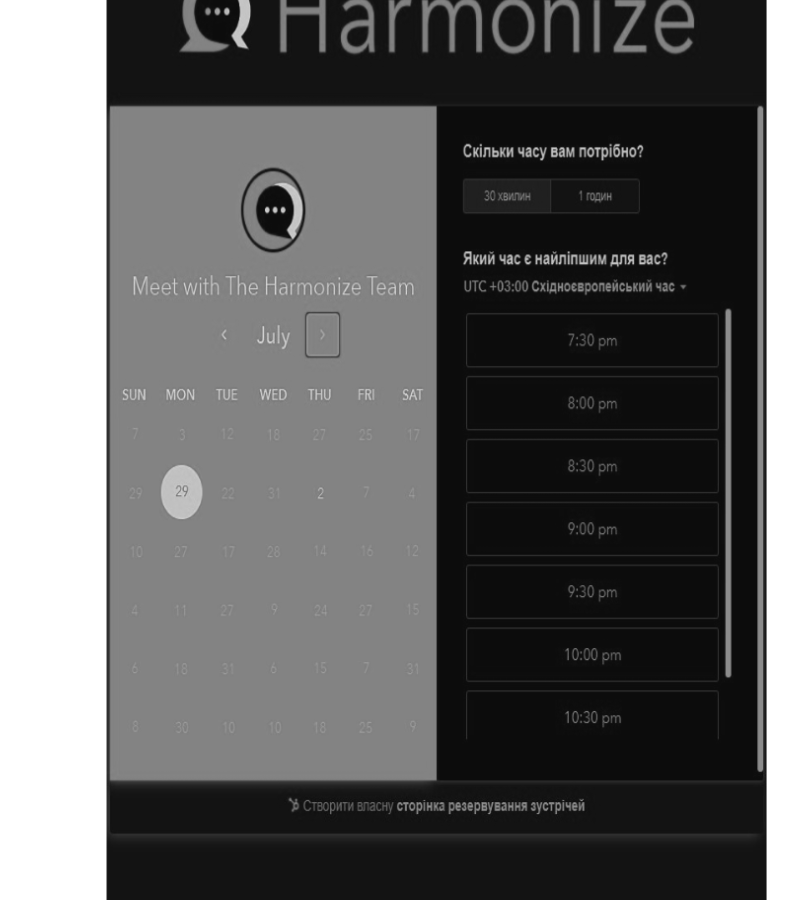 Harmonize
Meet with The Harmonize Team
‹ July ›
SUN MON TUE WED THU FRI SAT
7 3 12 18 27 25 17
29 29 22 31 2 7 4
10 27 17 28 14 16 12
4 11 27 9 24 27 15
6 18 31 6 15 7 31
8 30 10 10 18 25 9
Скільки часу вам потрібно?
30 хвилин 1 годин
Який час є найліпшим для вас?
UTC +03:00 Східноєвропейський час
7:30 pm
8:00 pm
8:30 pm
9:00 pm
9:30 pm
10:00 pm
10:30 pm
Створити власну сторінка резервування зустрічей